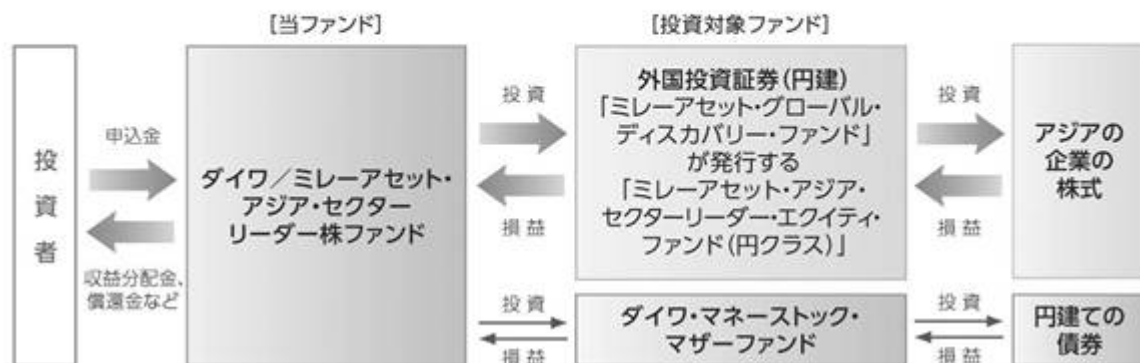 [当ファンド]
[投資対象ファンド]
投資者
申込金
収益分配金、
償還金など
ダイワ／ミレーアセット・
アジア・セクター
リーダー株ファンド
投資
損益
外国投資証券(円建)
「ミレーアセット・グローバル・
ディスカバリー・ファンド」
が発行する
「ミレーアセット・アジア・
セクターリーダー・エクイティ・
ファンド(円クラス)」
投資
損益
アジアの
企業の
株式
投資
損益
ダイワ・マネーストック・
マザーファンド
投資
損益
円建ての
債券